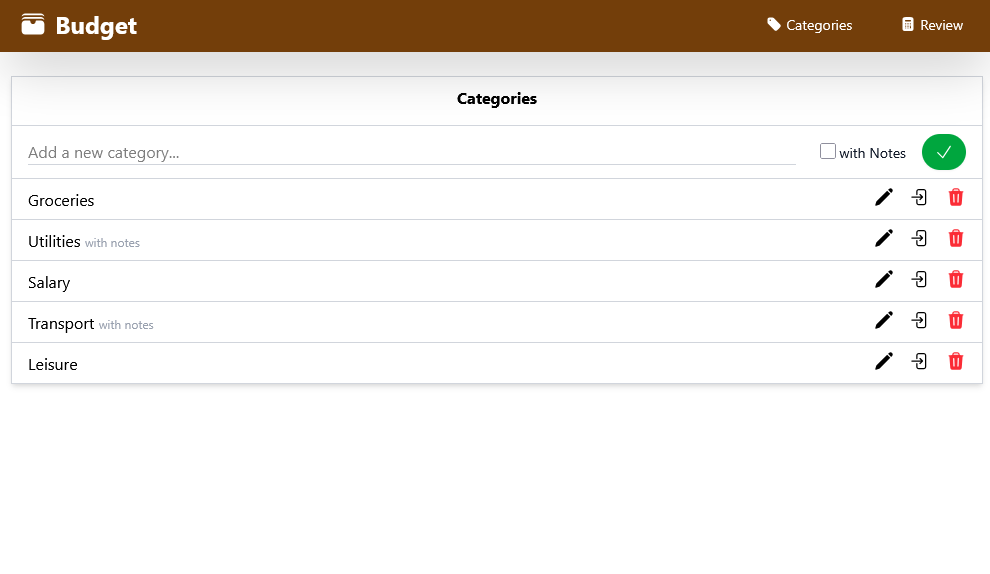 Budget
Categories
Review
Categories
Add a new category...
with Notes
Groceries
Utilities with notes
Salary
Transport with notes
Leisure